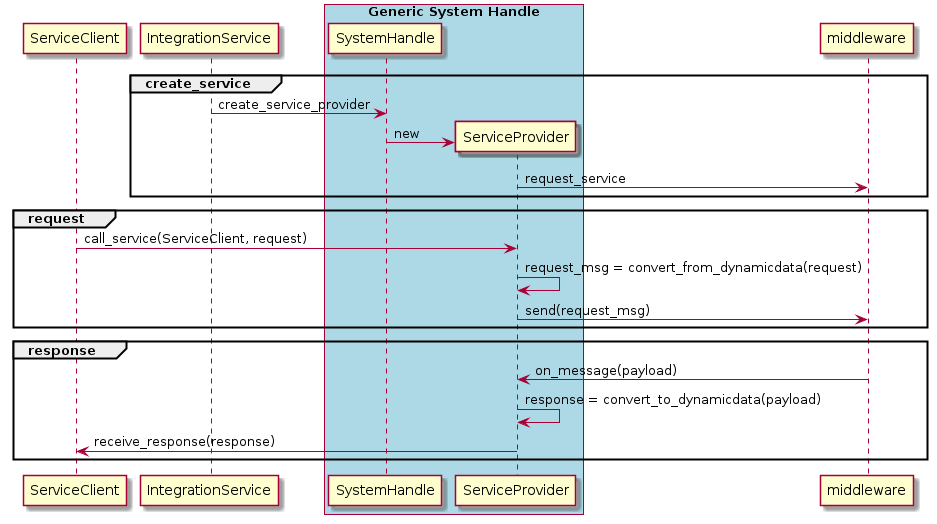 Generic System Handle
ServiceClient
IntegrationService
SystemHandle
middleware
create_service
create_service_provider
new
ServiceProvider
request_service
request
call_service(ServiceClient, request)
request_msg = convert_from_dynamicdata(request)
send(request_msg)
response
on_message(payload)
response = convert_to_dynamicdata(payload)
receive_response(response)
ServiceClient
IntegrationService
SystemHandle
ServiceProvider
middleware